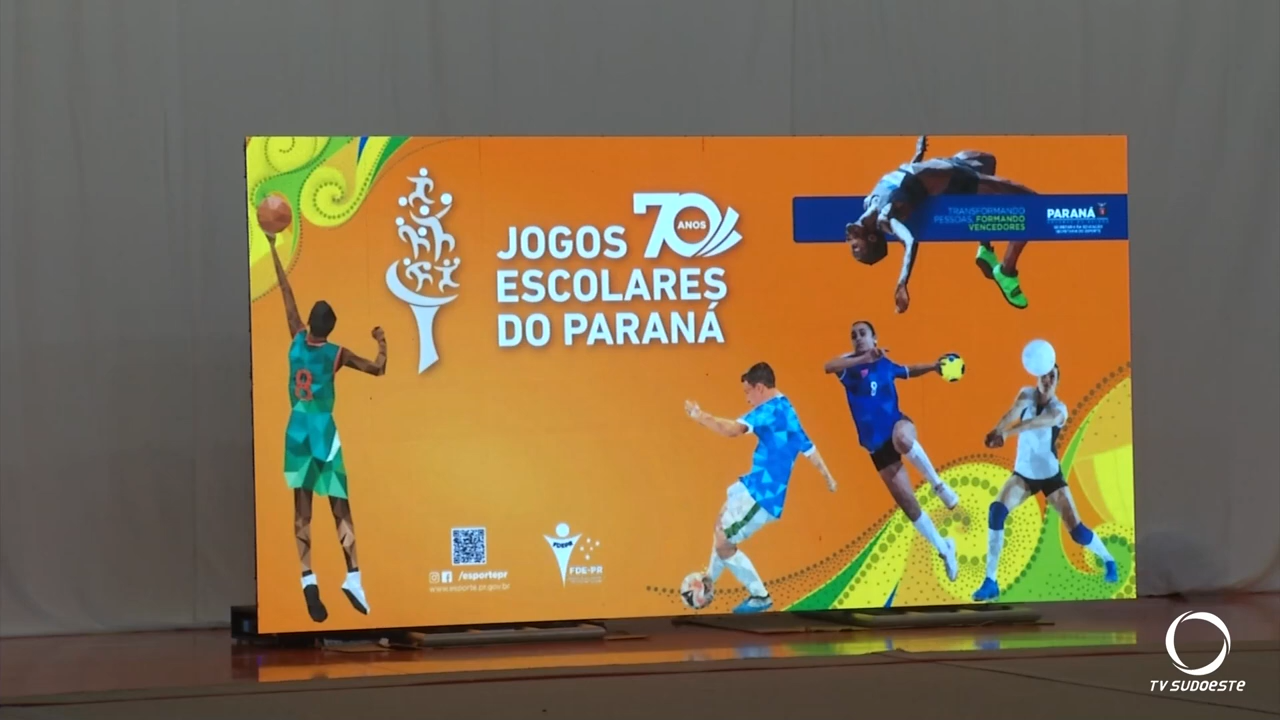 70
ANOS
JOGOS
ESCOLARES
DO PARANÁ
TRANSFORMANDO
PESSOAS, FORMANDO
VENCEDORES
PARANÁ
8
9
/esportepr
www.esporte.pr.gov.br
FDEPR
FDE-PR
TV SUDOESTE